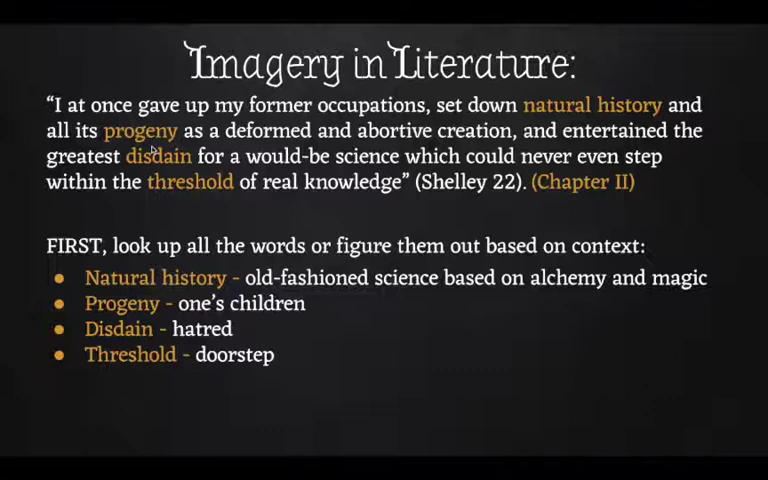 Imagery in Literature:
“I at once gave up my former occupations, set down natural history and
all its progeny as a deformed and abortive creation, and entertained the
greatest disdain for a would-be science which could never even step
within the threshold of real knowledge” (Shelley 22). (Chapter II)
FIRST, look up all the words or figure them out based on context:
● Natural history - old-fashioned science based on alchemy and magic
● Progeny - one’s children
● Disdain - hatred
● Threshold - doorstep